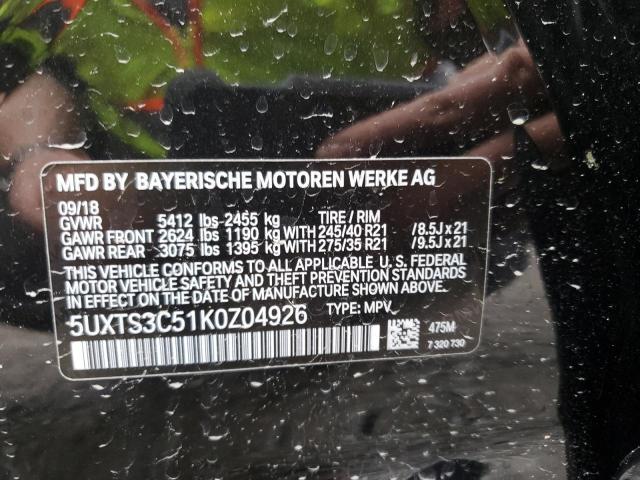 MFD BY BAYERISCHE MOTOREN WERKE AG
09/18
GVWR 5412 lbs 2455 kg TIRE / RIM
GAWR FRONT 2624 lbs 1190 kg WITH 245/40 R21 /8.5J x 21
GAWR REAR 3075 lbs 1395 kg WITH 275/35 R21 /9.5J x 21
THIS VEHICLE CONFORMS TO ALL APPLICABLE U. S. FEDERAL
MOTOR VEHICLE SAFETY AND THEFT PREVENTION STANDARDS
IN EFFECT ON THE DATE OF MANUFACTURE SHOWN ABOVE.
5UXTS3C51K0Z04926 TYPE: MPV
475M
7 320 730